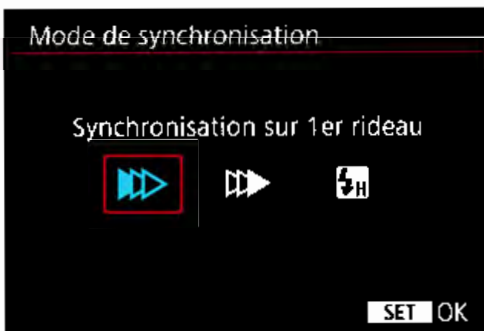 Mode de synchronisation
Synchronisation sur 1er rideau
H
SET OK